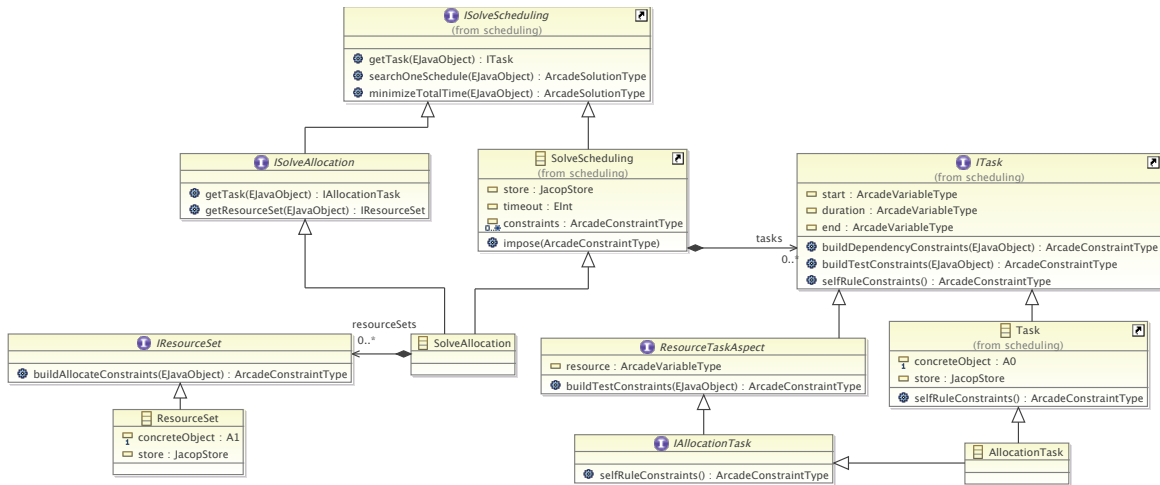 ISolveScheduling
(from scheduling)
getTask(EJavaObject) : ITask
searchOneSchedule(EJavaObject) : ArcadeSolutionType
minimizeTotalTime(EJavaObject) : ArcadeSolutionType
ISolveAllocation
getTask(EJavaObject) : IAllocationTask
getResourceSet(EJavaObject) : IResourceSet
SolveScheduling
(from scheduling)
store : JacopStore
timeout : EInt
constraints : ArcadeConstraintType
0..*
impose(ArcadeConstraintType)
tasks
0..*
ITask
(from scheduling)
start : ArcadeVariableType
duration : ArcadeVariableType
end : ArcadeVariableType
buildDependencyConstraints(EJavaObject) : ArcadeConstraintType
buildTestConstraints(EJavaObject) : ArcadeConstraintType
selfRuleConstraints() : ArcadeConstraintType
IResourceSet
buildAllocateConstraints(EJavaObject) : ArcadeConstraintType
resourceSets
0..*
SolveAllocation
ResourceSet
concreteObject : A1
1
store : JacopStore
ResourceTaskAspect
resource : ArcadeVariableType
buildTestConstraints(EJavaObject) : ArcadeConstraintType
Task
(from scheduling)
concreteObject : A0
1
store : JacopStore
selfRuleConstraints() : ArcadeConstraintType
IAllocationTask
selfRuleConstraints() : ArcadeConstraintType
AllocationTask